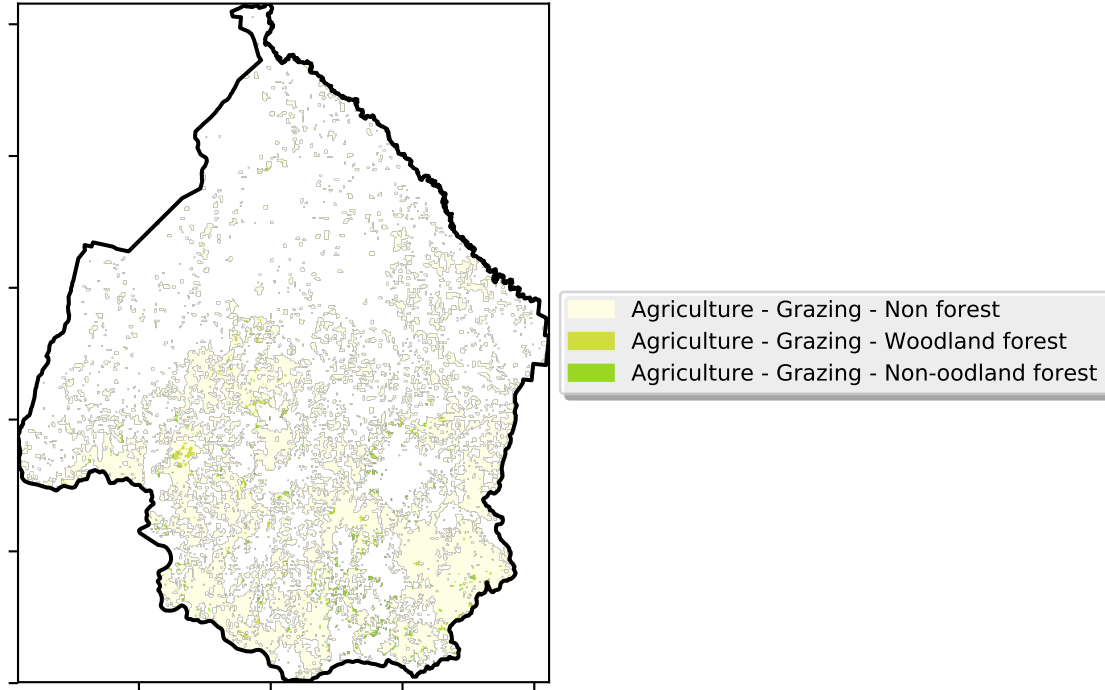 Agriculture - Grazing - Non forest
Agriculture - Grazing - Woodland forest
Agriculture - Grazing - Non-oodland forest